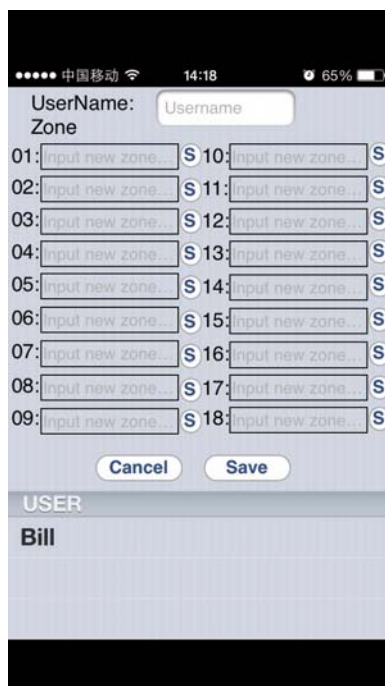 中国移动 14:18 65%
UserName: Username
Zone
01: Input new zone... S 10: Input new zone... S
02: Input new zone... S 11: Input new zone... S
03: Input new zone... S 12: Input new zone... S
04: Input new zone... S 13: Input new zone... S
05: Input new zone... S 14: Input new zone... S
06: Input new zone... S 15: Input new zone... S
07: Input new zone... S 16: Input new zone... S
08: Input new zone... S 17: Input new zone... S
09: Input new zone... S 18: Input new zone... S
Cancel Save
USER
Bill